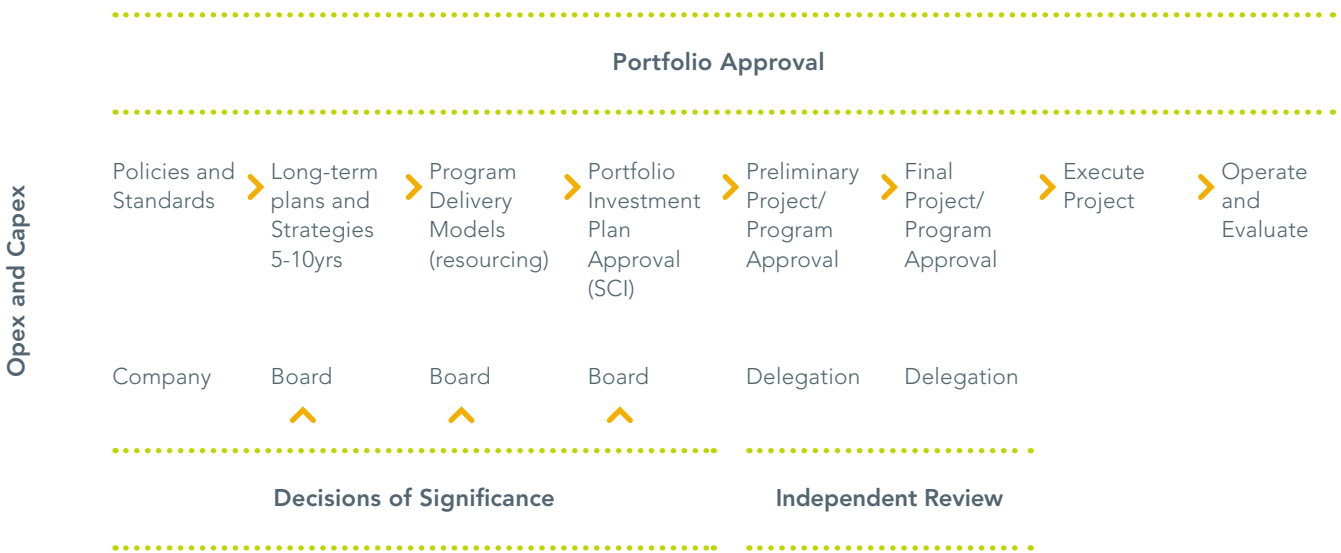 Portfolio Approval
Opex and Capex
Policies and
Standards
Long-term
plans and
Strategies
5-10yrs
Program
Delivery
Models
(resourcing)
Portfolio
Investment
Plan
Approval
(SCI)
Preliminary
Project/
Program
Approval
Final
Project/
Program
Approval
Execute
Project
Operate
and
Evaluate
Company
Board
Board
Board
Delegation
Delegation
Decisions of Significance
Independent Review